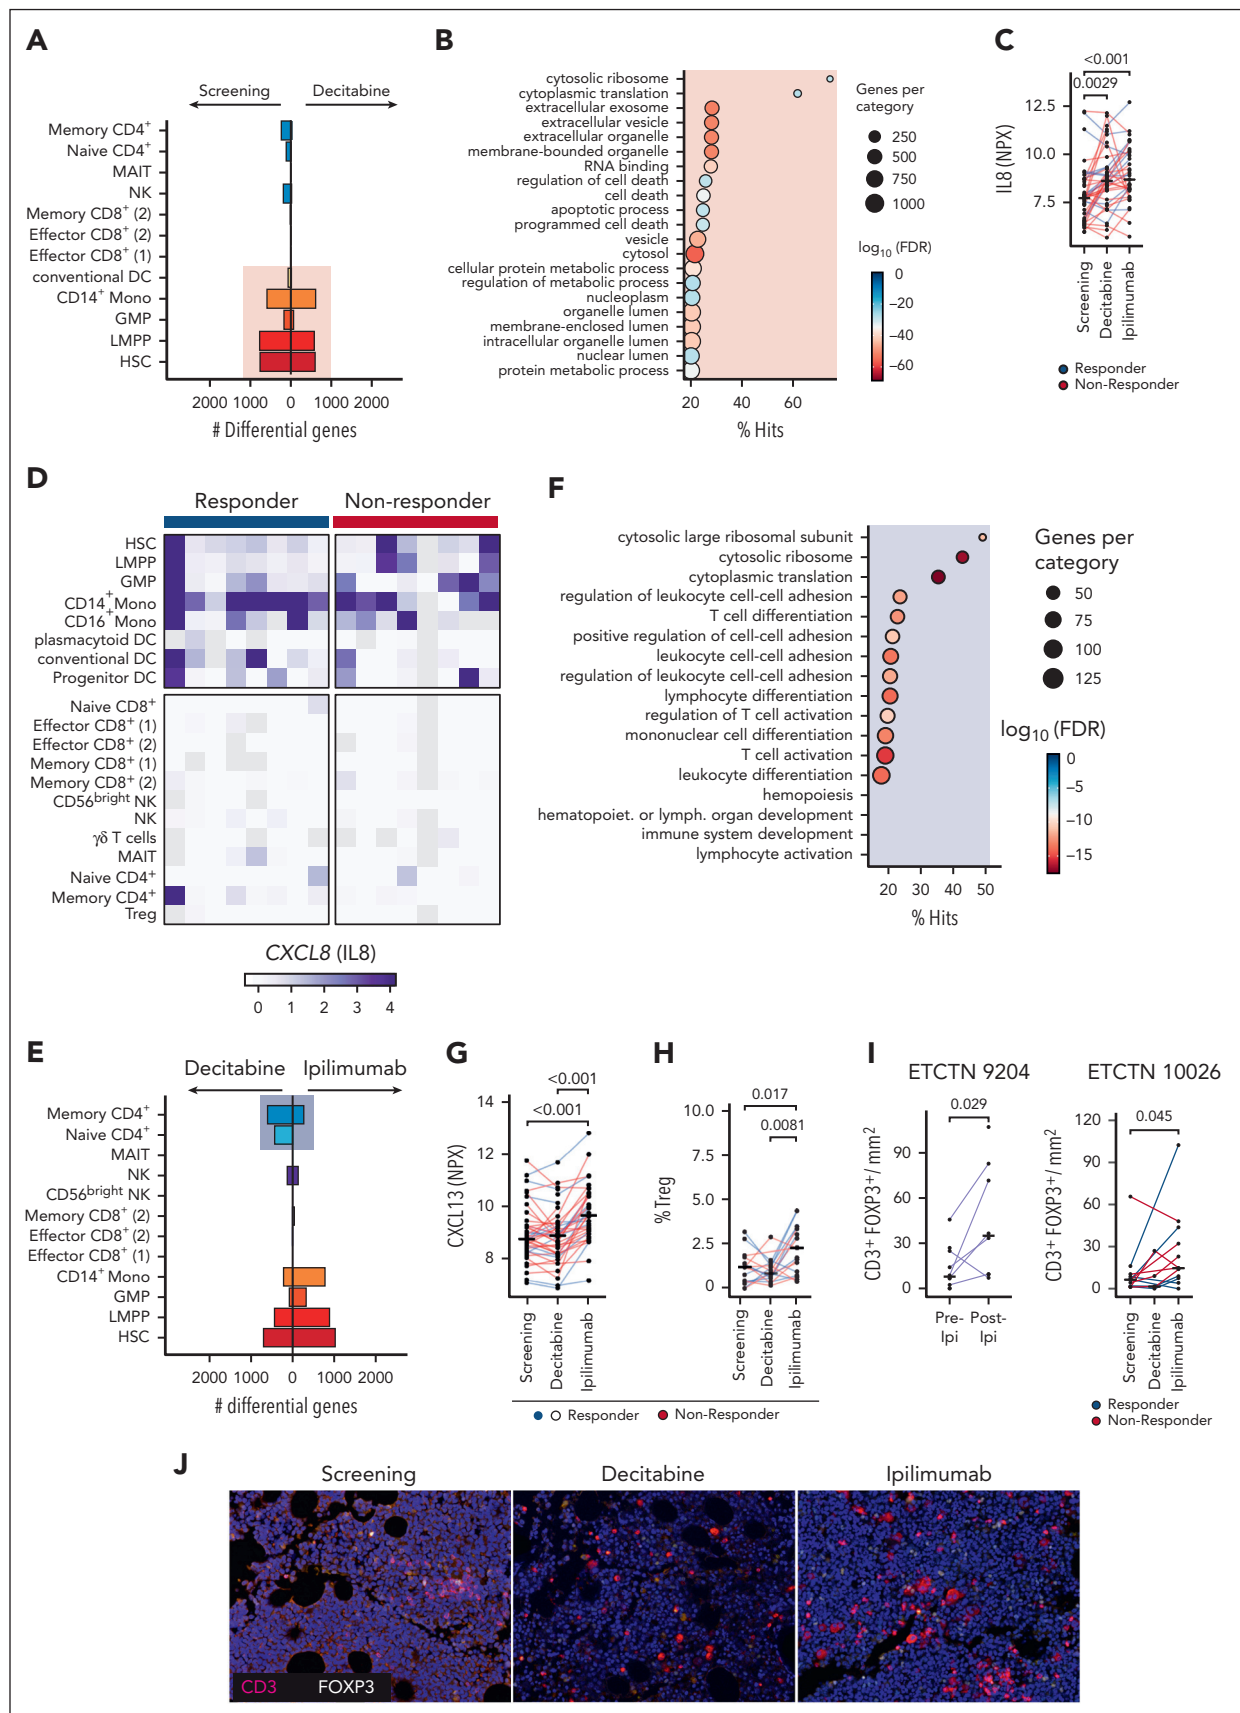 A
Screening
Decitabine
Memory CD4+
Naive CD4+
MAIT
NK
Memory CD8+ (2)
Effector CD8+ (2)
Effector CD8+ (1)
conventional DC
CD14+ Mono
GMP
LMPP
HSC
2000 1000 0 1000 2000
# Differential genes
B
cytosolic ribosome
cytoplasmic translation
extracellular exosome
extracellular vesicle
extracellular organelle
membrane-bounded organelle
RNA binding
regulation of cell death
cell death
apoptotic process
programmed cell death
vesicle
cytosol
cellular protein metabolic process
regulation of metabolic process
nucleoplasm
organelle lumen
membrane-enclosed lumen
intracellular organelle lumen
nuclear lumen
protein metabolic process
20 40 60
% Hits
Genes per
category
250
500
750
1000
log10 (FDR)
0
−20
−40
−60
C
<0.001
0.0029
12.5
10.0
7.5
IL8 (NPX)
Screening
Decitabine
Ipilimumab
Responder
Non-Responder
D
Responder
Non-responder
HSC
LMPP
GMP
CD14+Mono
CD16+Mono
plasmacytoid DC
conventional DC
Progenitor DC
Naive CD8+
Effector CD8+ (1)
Effector CD8+ (2)
Memory CD8+ (1)
Memory CD8+ (2)
CD56bright NK
NK
γδ T cells
MAIT
Naive CD4+
Memory CD4+
Treg
CXCL8 (IL8)
0 1 2 3 4
F
cytosolic large ribosomal subunit
cytosolic ribosome
cytoplasmic translation
regulation of leukocyte cell-cell adhesion
T cell differentiation
positive regulation of cell-cell adhesion
leukocyte cell-cell adhesion
regulation of leukocyte cell-cell adhesion
lymphocyte differentiation
regulation of T cell activation
mononuclear cell differentiation
T cell activation
leukocyte differentiation
hemopoiesis
hematopoiet. or lymph. organ development
immune system development
lymphocyte activation
20 30 40 50
% Hits
Genes per
category
50
75
100
125
log10 (FDR)
0
−5
−10
−15
E
Decitabine
Ipilimumab
Memory CD4+
Naive CD4+
MAIT
NK
CD56bright NK
Memory CD8+ (2)
Effector CD8+ (2)
Effector CD8+ (1)
CD14+ Mono
GMP
LMPP
HSC
2000 1000 0 1000 2000
# differential genes
G
<0.001
<0.001
14
12
10
8
CXCL13 (NPX)
Screening
Decitabine
Ipilimumab
H
0.017
0.0081
10.0
7.5
5.0
2.5
0
% Treg
Screening
Decitabine
Ipilimumab
Responder
Non-Responder
I
ETCTN 9204
0.029
90
60
30
0
CD3+ FOXP3+/ mm2
Pre-
Ipi
Post-
Ipi
ETCTN 10026
0.045
120
90
60
30
0
CD3+ FOXP3+/ mm2
Screening
Decitabine
Ipilimumab
Responder
Non-Responder
J
Screening
Decitabine
Ipilimumab
CD3 FOXP3